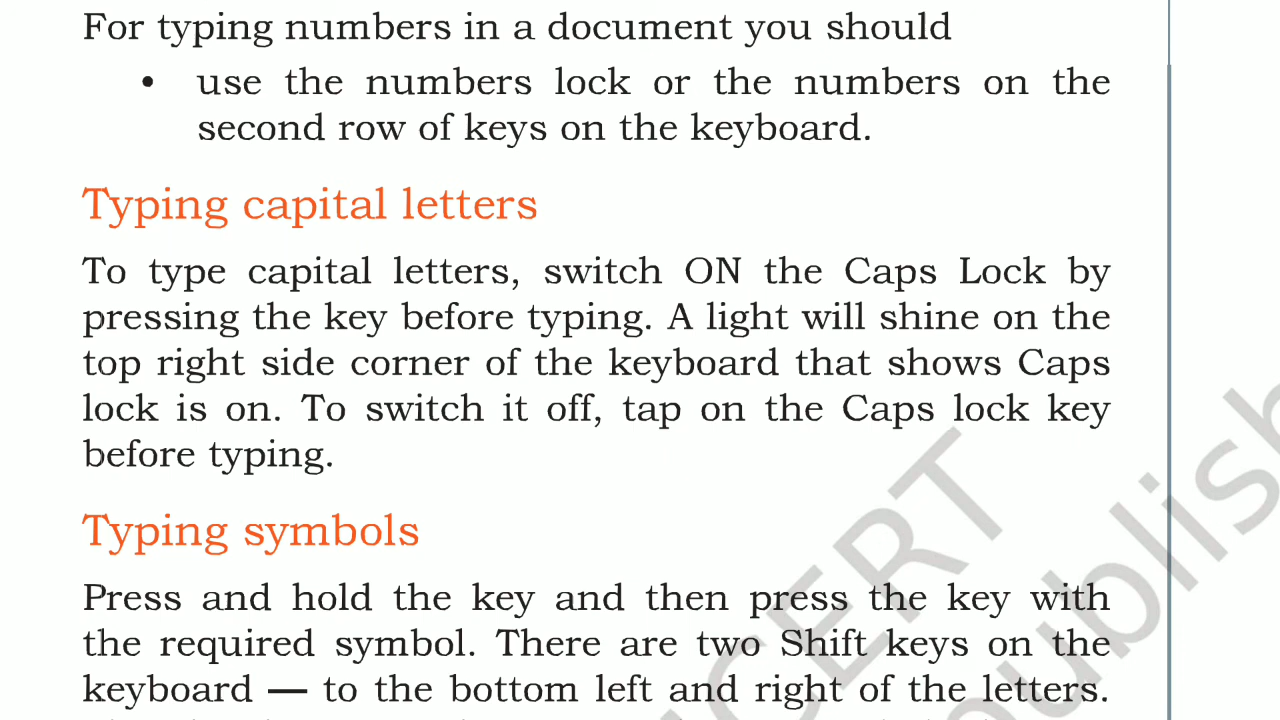 For typing numbers in a document you should
• use the numbers lock or the numbers on the
second row of keys on the keyboard.
Typing capital letters
To type capital letters, switch ON the Caps Lock by
pressing the key before typing. A light will shine on the
top right side corner of the keyboard that shows Caps
lock is on. To switch it off, tap on the Caps lock key
before typing.
Typing symbols
Press and hold the key and then press the key with
the required symbol. There are two Shift keys on the
keyboard — to the bottom left and right of the letters.